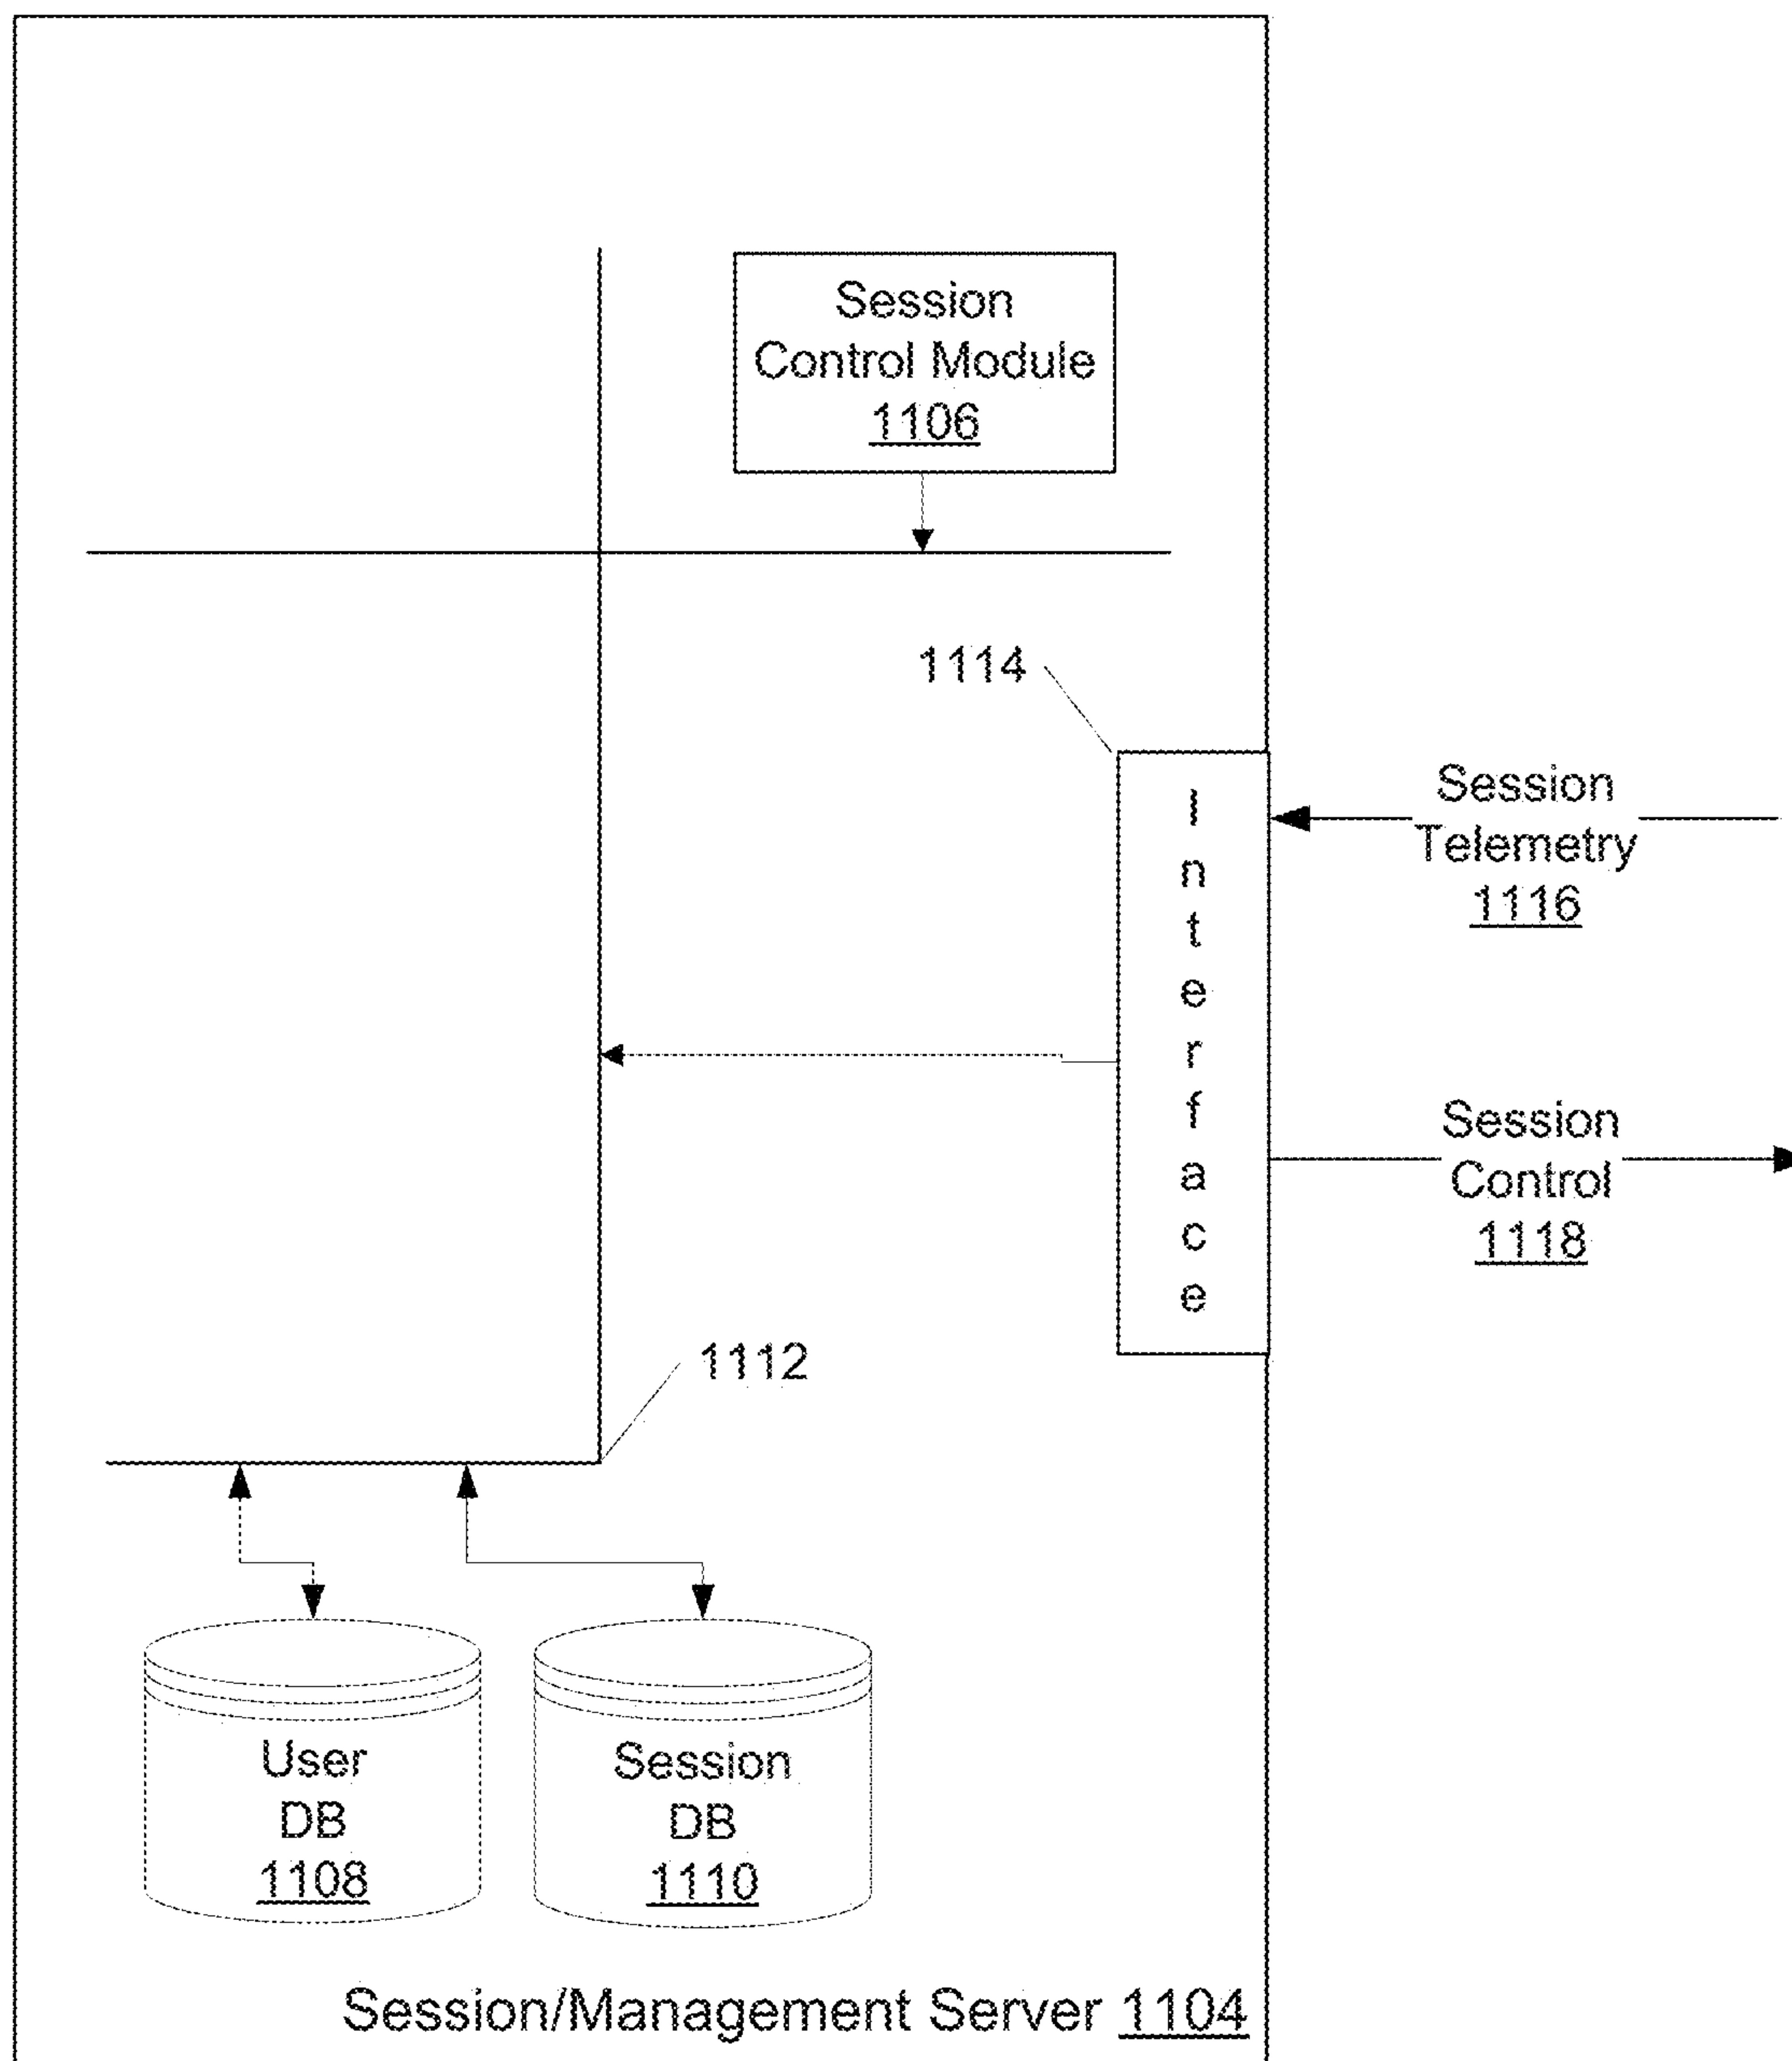 Session
Control Module
1106
1114
Interface
Session
Telemetry
1116
Session
Control
1118
1112
User
DB
1108
Session
DB
1110
Session/Management Server 1104